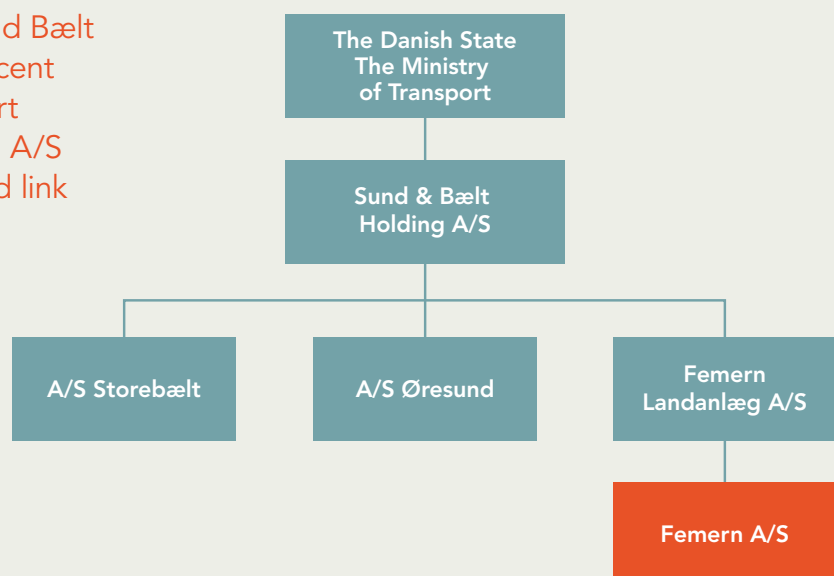 d Bælt
cent
rt
A/S
d link
The Danish State
The Ministry
of Transport
Sund & Bælt
Holding A/S
A/S Storebælt
A/S Øresund
Femern
Landanlæg A/S
Femern A/S